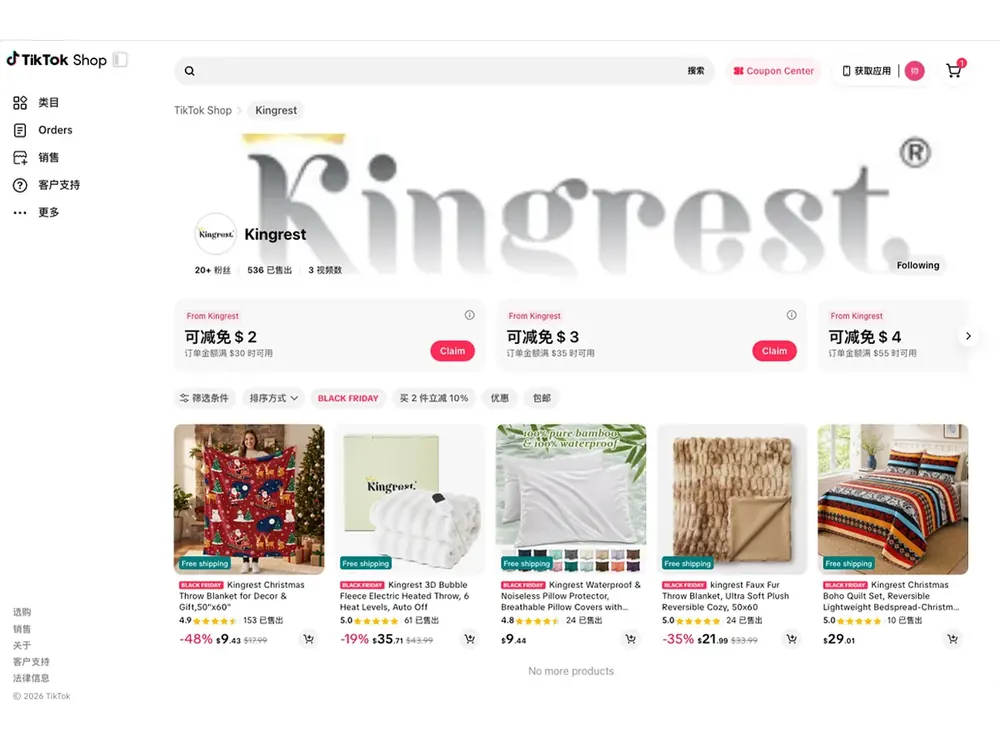 TikTok Shop
类目
Orders
销售
客户支持
更多
搜索
Coupon Center
获取应用
1
TikTok Shop > Kingrest
Kingrest®
Kingrest.
Kingrest
20+ 粉丝 536 已售出 3 视频数
Following
From Kingrest
可减免 $ 2
订单金额满 $30 时可用
Claim
From Kingrest
可减免 $ 3
订单金额满 $35 时可用
Claim
From Kingrest
可减免 $ 4
订单金额满 $55 时可用
筛选条件
排序方式
BLACK FRIDAY
买 2 件立减 10%
优惠
包邮
Free shipping
BLACK FRIDAY Kingrest Christmas
Throw Blanket for Decor &
Gift,50"x60"
4.9 153 已售出
-48% $9.43 $17.99
Kingrest.
Free shipping
BLACK FRIDAY Kingrest 3D Bubble
Fleece Electric Heated Throw, 6
Heat Levels, Auto Off
5.0 61 已售出
-19% $35.71 $43.99
100% pure bamboo
& 100% waterproof
Free shipping
BLACK FRIDAY Kingrest Waterproof &
Noiseless Pillow Protector,
Breathable Pillow Covers with...
4.8 24 已售出
$9.44
Free shipping
BLACK FRIDAY kingrest Faux Fur
Throw Blanket, Ultra Soft Plush
Reversible Cozy, 50x60
5.0 24 已售出
-35% $21.99 $33.99
Free shipping
BLACK FRIDAY Kingrest Christmas
Boho Quilt Set, Reversible
Lightweight Bedspread-Christm...
5.0 10 已售出
$29.01
No more products
选购
销售
关于
客户支持
法律信息
© 2026 TikTok